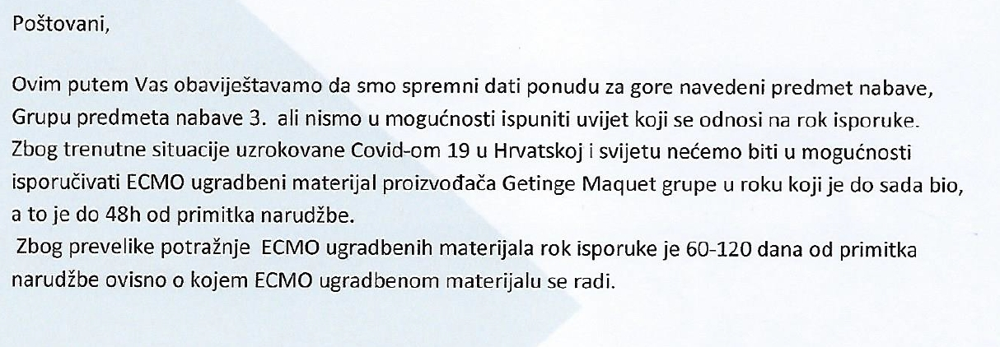 Poštovani,
Ovim putem Vas obaviještavamo da smo spremni dati ponudu za gore navedeni predmet nabave,
Grupu predmeta nabave 3.  ali nismo u mogućnosti ispuniti uvijet koji se odnosi na rok isporuke.
Zbog trenutne situacije uzrokovane Covid-om 19 u Hrvatskoj i svijetu nećemo biti u mogućnosti
isporučivati ECMO ugradbeni materijal proizvođača Getinge Maquet grupe u roku koji je do sada bio,
a to je do 48h od primitka narudžbe.
Zbog prevelike potražnje  ECMO ugradbenih materijala rok isporuke je 60-120 dana od primitka
narudžbe ovisno o kojem ECMO ugradbenom materijalu se radi.